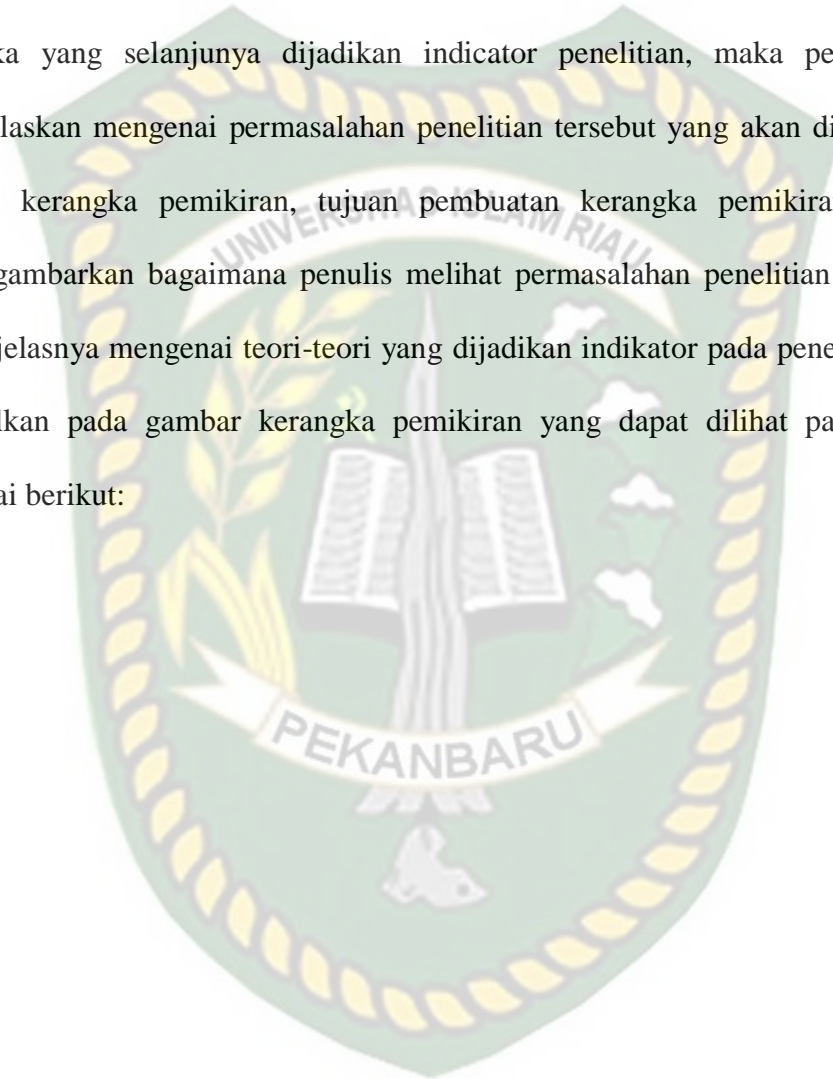 ka yang selanjunya dijadikan indicator penelitian, maka pe
laskan mengenai permasalahan penelitian tersebut yang akan di
kerangka pemikiran, tujuan pembuatan kerangka pemikira
gambarkan bagaimana penulis melihat permasalahan penelitian
jelasnya mengenai teori-teori yang dijadikan indikator pada pene
lkan pada gambar kerangka pemikiran yang dapat dilihat pa
ai berikut:
UNIVERSITAS ISLAM RIAU
PEKANBARU